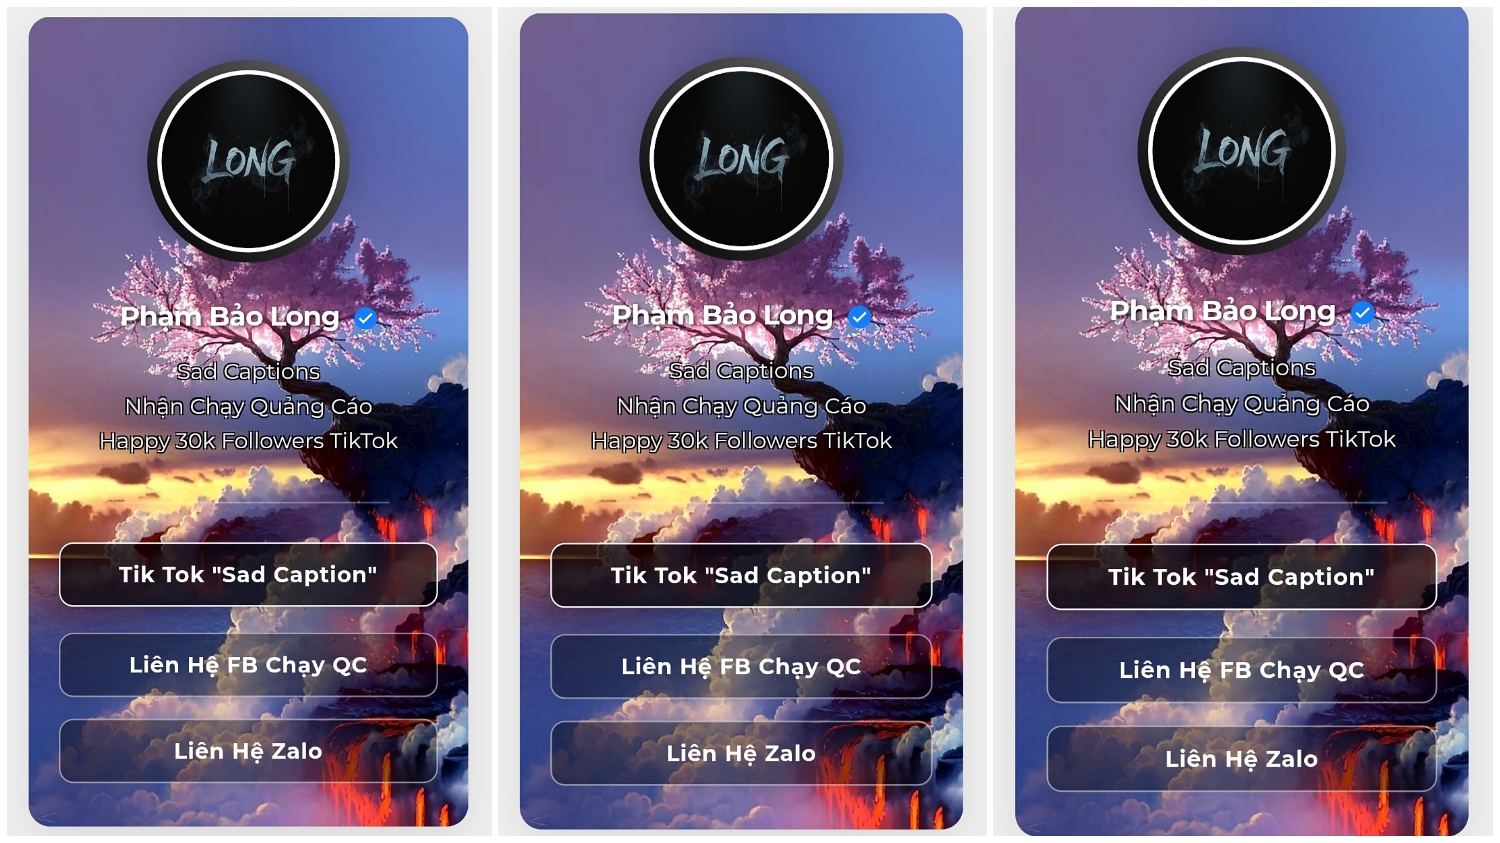 LONG
Phạm Bảo Long
Sad Captions
Nhận Chạy Quảng Cáo
Happy 30k Followers TikTok
Tik Tok "Sad Caption"
Liên Hệ FB Chạy QC
Liên Hệ Zalo
LONG
Phạm Bảo Long
Sad Captions
Nhận Chạy Quảng Cáo
Happy 30k Followers TikTok
Tik Tok "Sad Caption"
Liên Hệ FB Chạy QC
Liên Hệ Zalo
LONG
Phạm Bảo Long
Sad Captions
Nhận Chạy Quảng Cáo
Happy 30k Followers TikTok
Tik Tok "Sad Caption"
Liên Hệ FB Chạy QC
Liên Hệ Zalo